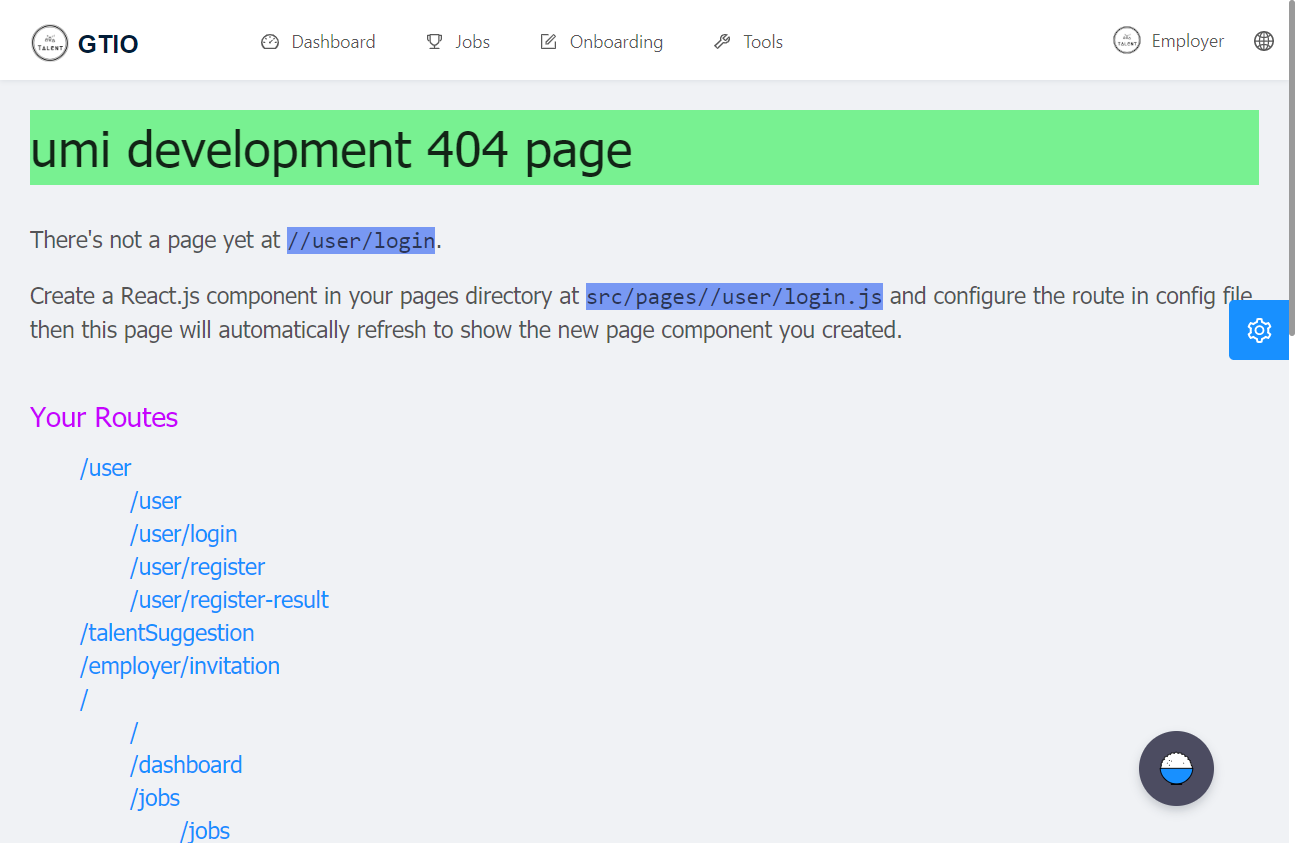 TALENT GTIO Dashboard Jobs Onboarding Tools TALENT Employer
umi development 404 page
There's not a page yet at //user/login.
Create a React.js component in your pages directory at src/pages//user/login.js and configure the route in config file,
then this page will automatically refresh to show the new page component you created.
Your Routes
/user
/user
/user/login
/user/register
/user/register-result
/talentSuggestion
/employer/invitation
/
/
/dashboard
/jobs
/jobs